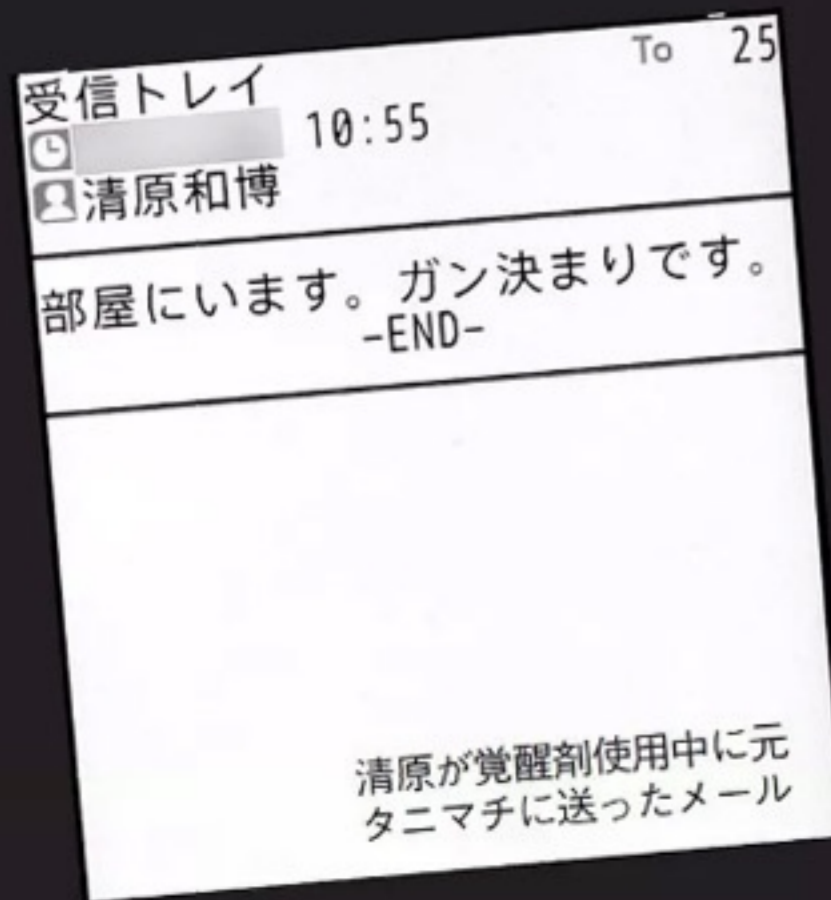 受信トレイ To 25
10:55
清原和博
部屋にいます。ガン決まりです。
-END-
清原が覚醒剤使用中に元
タニマチに送ったメール